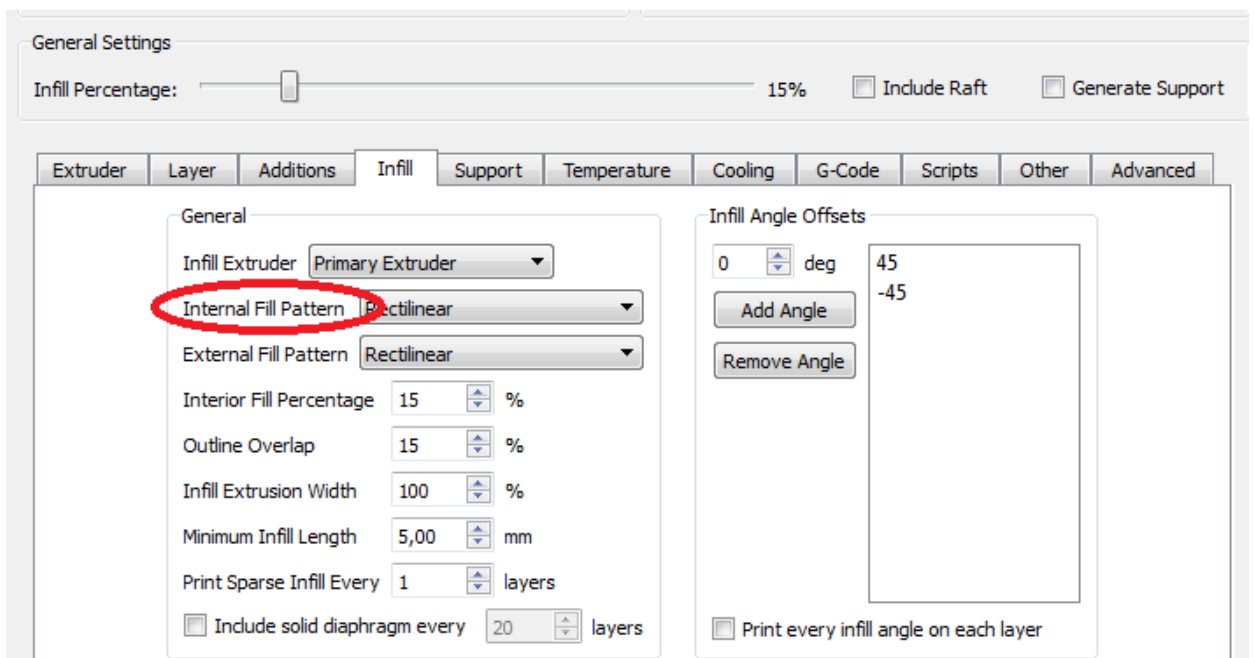 General Settings
Infill Percentage: 15% Include Raft Generate Support
Extruder Layer Additions Infill Support Temperature Cooling G-Code Scripts Other Advanced
General
Infill Extruder Primary Extruder
Internal Fill Pattern Rectilinear
External Fill Pattern Rectilinear
Interior Fill Percentage 15 %
Outline Overlap 15 %
Infill Extrusion Width 100 %
Minimum Infill Length 5,00 mm
Print Sparse Infill Every 1 layers
Include solid diaphragm every 20 layers
Infill Angle Offsets
0 deg
Add Angle
Remove Angle
45
-45
Print every infill angle on each layer